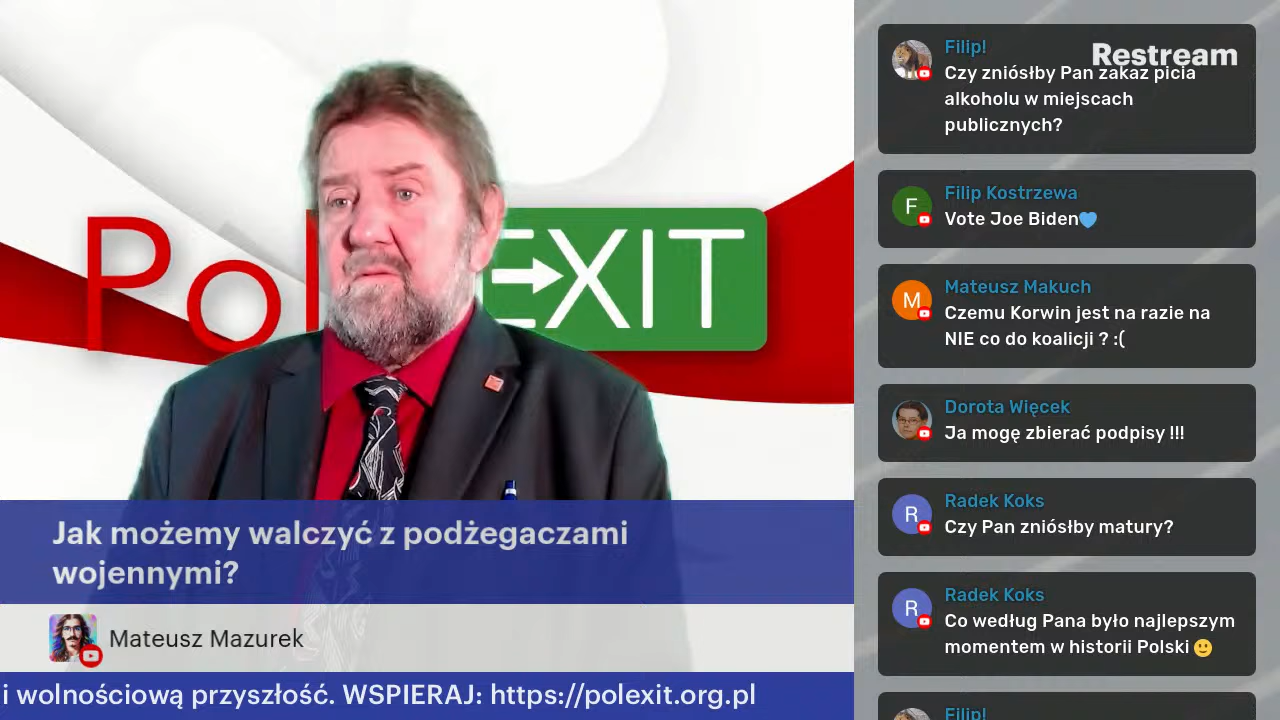 Pol EXIT
Jak możemy walczyć z podżegaczami
wojennymi?
Mateusz Mazurek
i wolnościową przyszłość. WSPIERAJ: https://polexit.org.pl
Restream
Filip!
Czy zniósłby Pan zakaz picia
alkoholu w miejscach
publicznych?
F
Filip Kostrzewa
Vote Joe Biden💙
M
Mateusz Makuch
Czemu Korwin jest na razie na
NIE co do koalicji ? :(
Dorota Więcek
Ja mogę zbierać podpisy !!!
R
Radek Koks
Czy Pan zniósłby matury?
R
Radek Koks
Co według Pana było najlepszym
momentem w historii Polski 🙂
Filip!